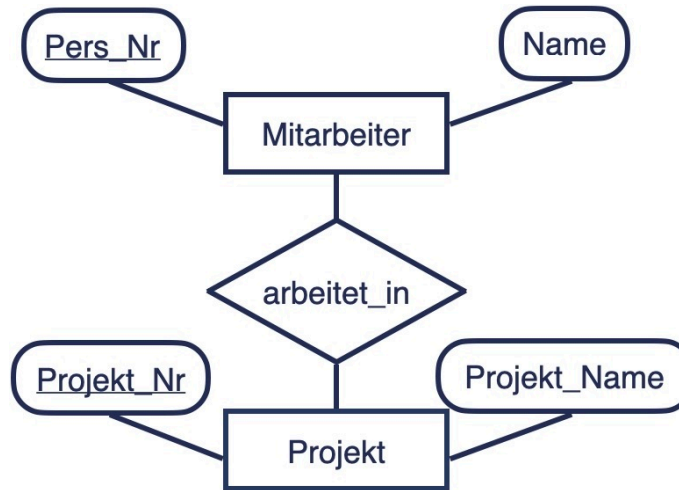 Pers_Nr
Name
Mitarbeiter
arbeitet_in
Projekt_Nr
Projekt_Name
Projekt